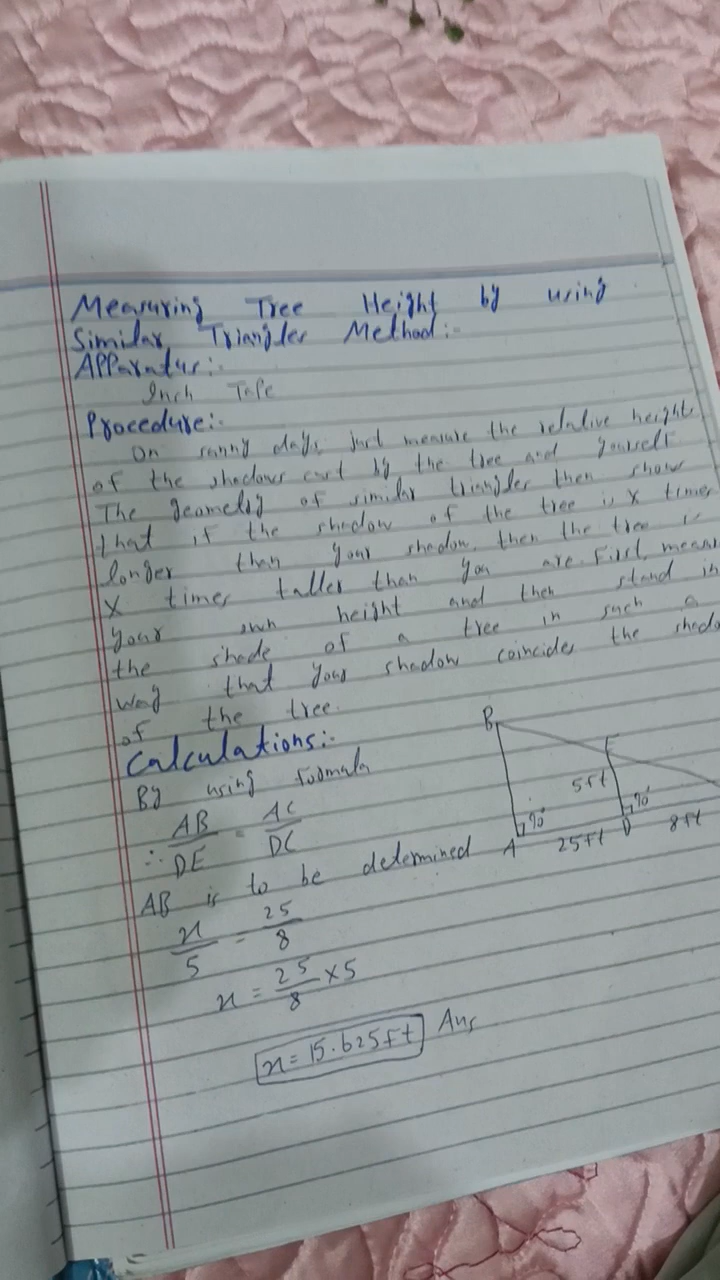 Measuring Tree Height by using
Similar Triangles Method:-
Apparatus:-
Inch Tape
Procedure:-
On sunny days, just measure the relative height
of the shadows cast by the tree and yourself
The geometry of similar triangles then shows
that if the shadow of the tree is X times
longer than your shadow, then the tree is
X times taller than you are. First, measu
your own height and then stand in
the shade of a tree in such a
way that your shadow coincides the shado
of the tree.
Calculations:-
By using formula
∴ AB/DE = AC/DC
AB is to be determined
x/5 = 25/8
x = 25/8 × 5
x = 15.625ft Ans
B
E
5ft
90°
90°
A
25ft
D
8ft